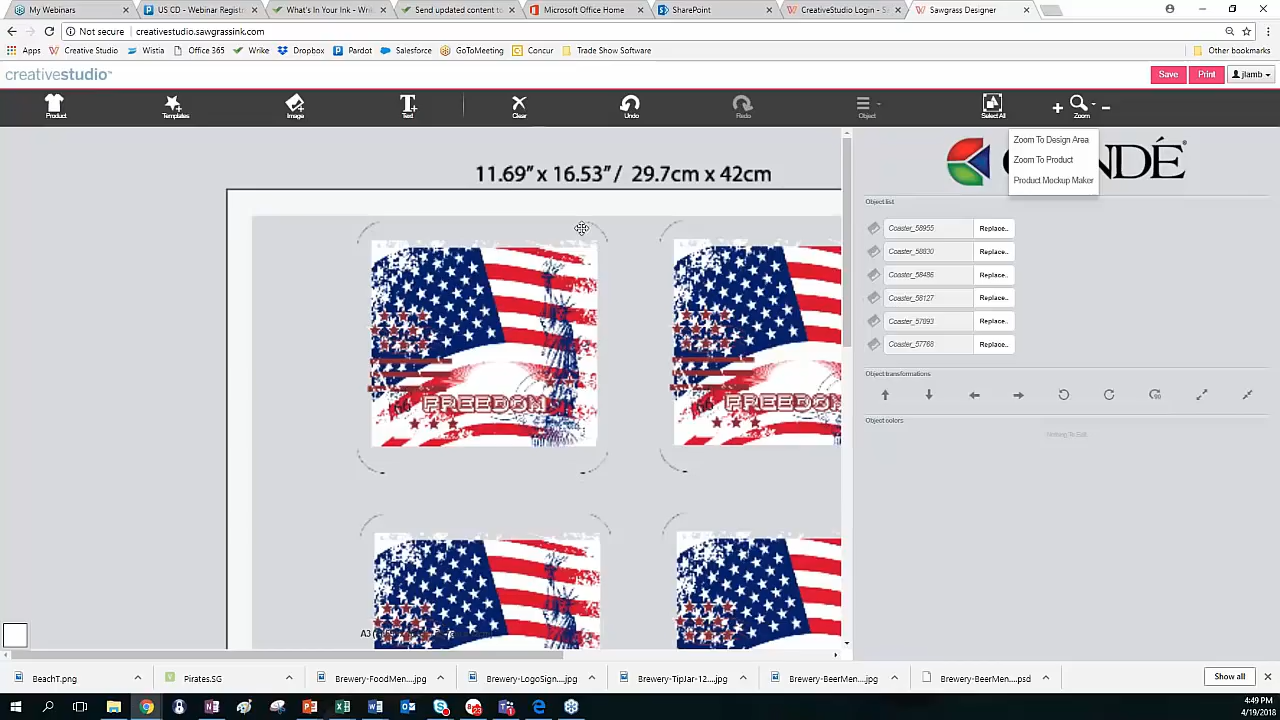 My Webinars
US CD - Webinar Regist
What's In Your Ink - Wri
Send updated content to
Microsoft Office Home
SharePoint
CreativeStudio Login - Sa
Sawgrass Designer
Not secure | creativestudio.sawgrassink.com
Apps Creative Studio Wistia Office 365 Wrike Dropbox Pardot Salesforce GoToMeeting Concur Trade Show Software Other bookmarks
creativestudio™ Save Print jlamb
Product Templates Image Text Clear Undo Redo Object Select All Zoom
Zoom To Design Area
Zoom To Product
Product Mockup Maker
11.69" x 16.53" / 29.7cm x 42cm
Object list
Coaster_58955 Replace..
Coaster_58830 Replace..
Coaster_58486 Replace..
Coaster_58127 Replace..
Coaster_57893 Replace..
Coaster_57768 Replace..
Object transformations
Object colors
Nothing To Edit
FREEDOM
FREEDOM
BeachT.png Pirates.SG Brewery-FoodMen....jpg Brewery-LogoSign....jpg Brewery-TipJar-12....jpg Brewery-BeerMen....jpg Brewery-BeerMen....psd Show all
4:49 PM
4/19/2018